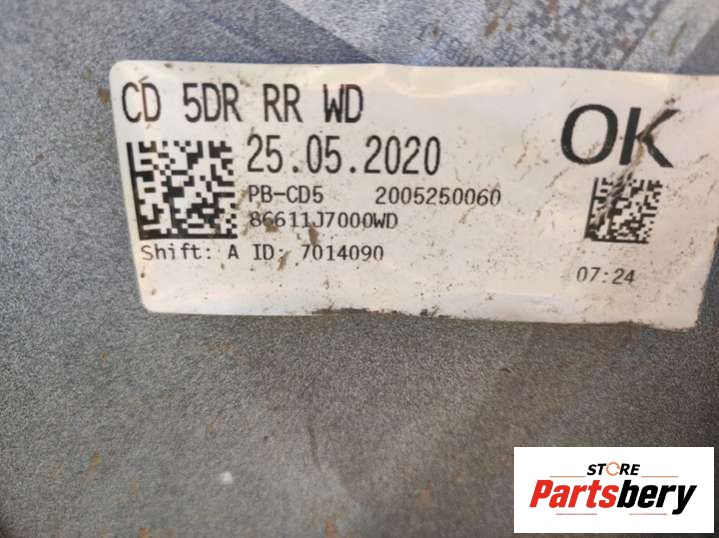 CD 5DR RR WD
25.05.2020
PB-CD5 2005250060
86611J7000WD
Shift: A ID: 7014090
OK
07:24
STORE
Partsbery